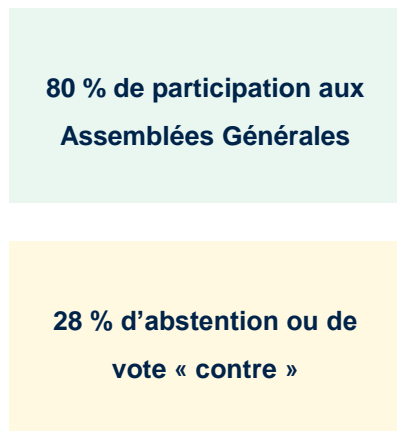 80 % de participation aux
Assemblées Générales
28 % d’abstention ou de
vote « contre »